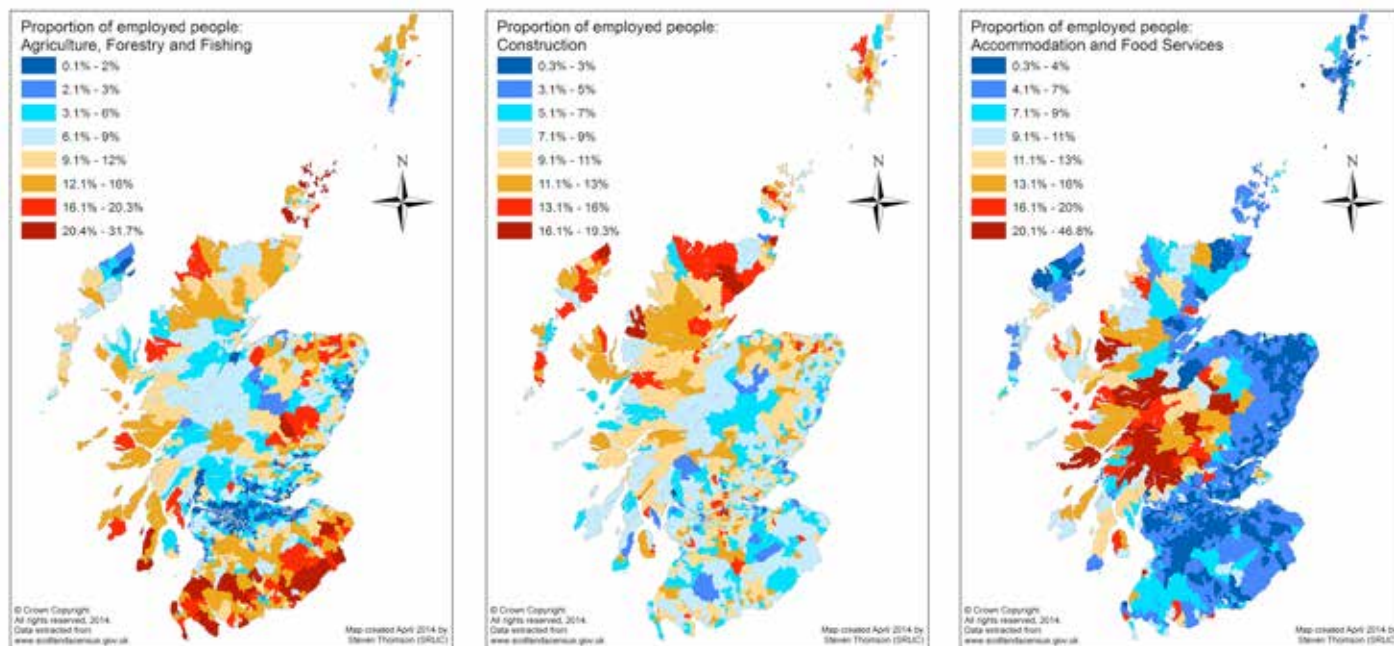 Proportion of employed people:
Agriculture, Forestry and Fishing
0.1% - 2%
2.1% - 3%
3.1% - 6%
6.1% - 9%
9.1% - 12%
12.1% - 16%
16.1% - 20.3%
20.4% - 31.7%
N
© Crown Copyright
All rights reserved, 2014.
Data extracted from
www.scotlandscensus.gov.uk
Map created April 2014 by
Steven Thomson (SRUC)
Proportion of employed people:
Construction
0.3% - 3%
3.1% - 5%
5.1% - 7%
7.1% - 9%
9.1% - 11%
11.1% - 13%
13.1% - 16%
16.1% - 19.3%
N
© Crown Copyright
All rights reserved, 2014.
Data extracted from
www.scotlandscensus.gov.uk
Map created April 2014 by
Steven Thomson (SRUC)
Proportion of employed people:
Accommodation and Food Services
0.3% - 4%
4.1% - 7%
7.1% - 9%
9.1% - 11%
11.1% - 13%
13.1% - 16%
16.1% - 20%
20.1% - 46.8%
N
© Crown Copyright
All rights reserved, 2014.
Data extracted from
www.scotlandscensus.gov.uk
Map created April 2014 by
Steven Thomson (SRUC)